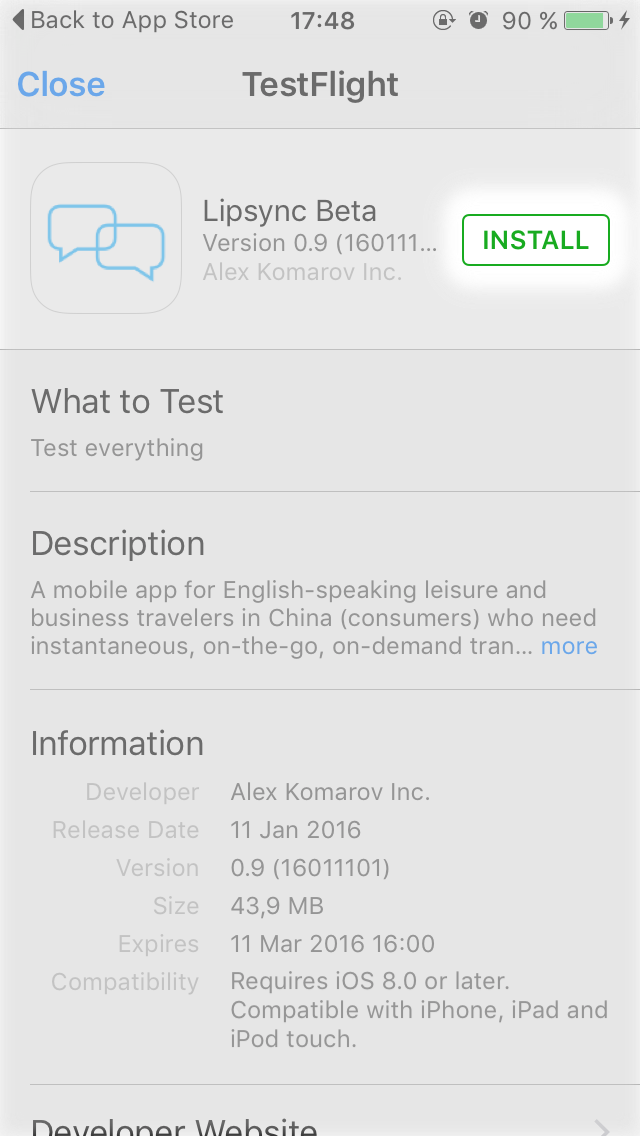 Back to App Store 17:48 90 %
Close TestFlight
Lipsync Beta
Version 0.9 (160111...
Alex Komarov Inc.
INSTALL
What to Test
Test everything
Description
A mobile app for English-speaking leisure and
business travelers in China (consumers) who need
instantaneous, on-the-go, on-demand tran... more
Information
Developer Alex Komarov Inc.
Release Date 11 Jan 2016
Version 0.9 (16011101)
Size 43,9 MB
Expires 11 Mar 2016 16:00
Compatibility Requires iOS 8.0 or later.
Compatible with iPhone, iPad and
iPod touch.
Developer Website